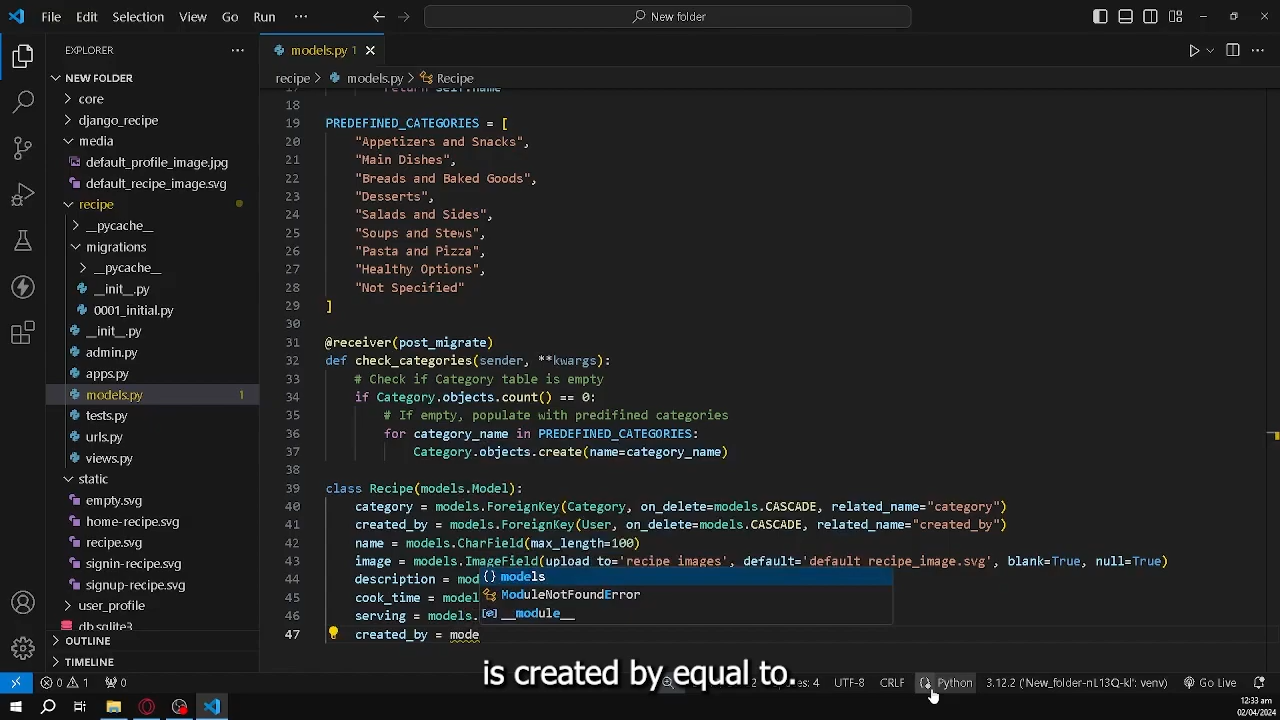 File Edit Selection View Go Run ··· New folder
EXPLORER ···
models.py 1
NEW FOLDER
recipe > models.py > Recipe
core
django_recipe
media
default_profile_image.jpg
default_recipe_image.svg
recipe
__pycache__
migrations
__pycache__
__init__.py
0001_initial.py
__init__.py
admin.py
apps.py
models.py 1
tests.py
urls.py
views.py
static
empty.svg
home-recipe.svg
recipe.svg
signin-recipe.svg
signup-recipe.svg
user_profile
db.sqlite3
OUTLINE
TIMELINE
17 return self.name
18
19 PREDEFINED_CATEGORIES = [
20 "Appetizers and Snacks",
21 "Main Dishes",
22 "Breads and Baked Goods",
23 "Desserts",
24 "Salads and Sides",
25 "Soups and Stews",
26 "Pasta and Pizza",
27 "Healthy Options",
28 "Not Specified"
29 ]
30
31 @receiver(post_migrate)
32 def check_categories(sender, **kwargs):
33 # Check if Category table is empty
34 if Category.objects.count() == 0:
35 # If empty, populate with predifined categories
36 for category_name in PREDEFINED_CATEGORIES:
37 Category.objects.create(name=category_name)
38
39 class Recipe(models.Model):
40 category = models.ForeignKey(Category, on_delete=models.CASCADE, related_name="category")
41 created_by = models.ForeignKey(User, on_delete=models.CASCADE, related_name="created_by")
42 name = models.CharField(max_length=100)
43 image = models.ImageField(upload_to='recipe_images', default='default_recipe_image.svg', blank=True, null=True)
44 description = mod
45 cook_time = model
46 serving = models.
47 created_by = mode
models
ModuleNotFoundError
__module__
is created by equal to.
0 1 0 UTF-8 CRLF Python 3.12.2 ('New_folder-nL13Q-kl': venv) Go Live
12:33 am
02/04/2024